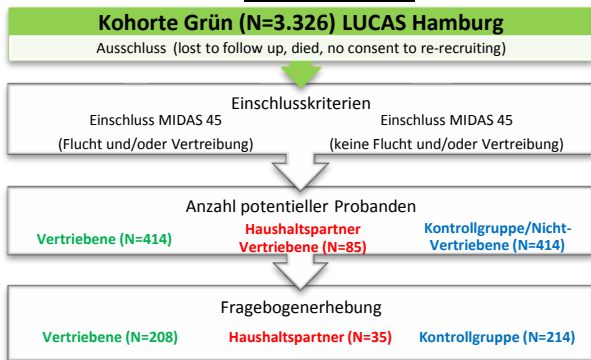 Kohorte Grün (N=3.326) LUCAS Hamburg
Ausschluss (lost to follow up, died, no consent to re-recruiting)
Einschlusskriterien
Einschluss MIDAS 45
(Flucht und/oder Vertreibung)
Einschluss MIDAS 45
(keine Flucht und/oder Vertreibung)
Anzahl potentieller Probanden
Vertriebene (N=414)
Haushaltspartner
Vertriebene (N=85)
Kontrollgruppe/Nicht-
Vertriebene (N=414)
Fragebogenerhebung
Vertriebene (N=208)
Haushaltspartner (N=35)
Kontrollgruppe (N=214)